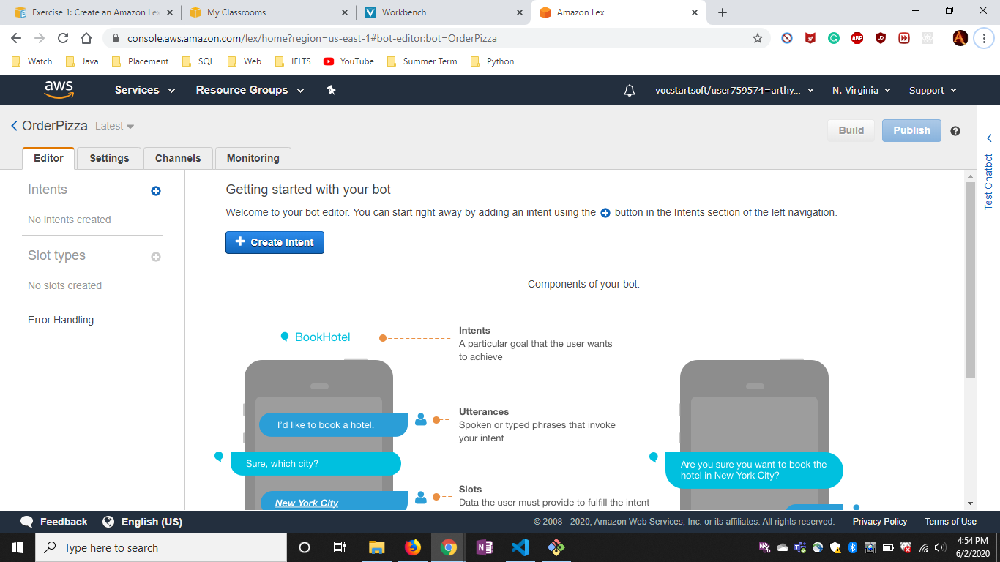 Exercise 1: Create an Amazon Lex
My Classrooms
Workbench
Amazon Lex
console.aws.amazon.com/lex/home?region=us-east-1#bot-editor:bot=OrderPizza
ABP
Watch
Java
Placement
SQL
Web
IELTS
YouTube
Summer Term
Python
aws
Services
Resource Groups
vocstartsoft/user759574=arthy...
N. Virginia
Support
OrderPizza
Latest
Build
Publish
Editor
Settings
Channels
Monitoring
Test Chatbot
Intents
No intents created
Slot types
No slots created
Error Handling
Getting started with your bot
Welcome to your bot editor. You can start right away by adding an intent using the button in the Intents section of the left navigation.
Create Intent
Components of your bot.
BookHotel
Intents
A particular goal that the user wants
to achieve
I'd like to book a hotel.
Utterances
Spoken or typed phrases that invoke
your intent
Sure, which city?
New York City
Slots
Data the user must provide to fulfill the intent
Are you sure you want to book the
hotel in New York City?
Feedback
English (US)
© 2008 - 2020, Amazon Web Services, Inc. or its affiliates. All rights reserved.
Privacy Policy
Terms of Use
Type here to search
4:54 PM
6/2/2020